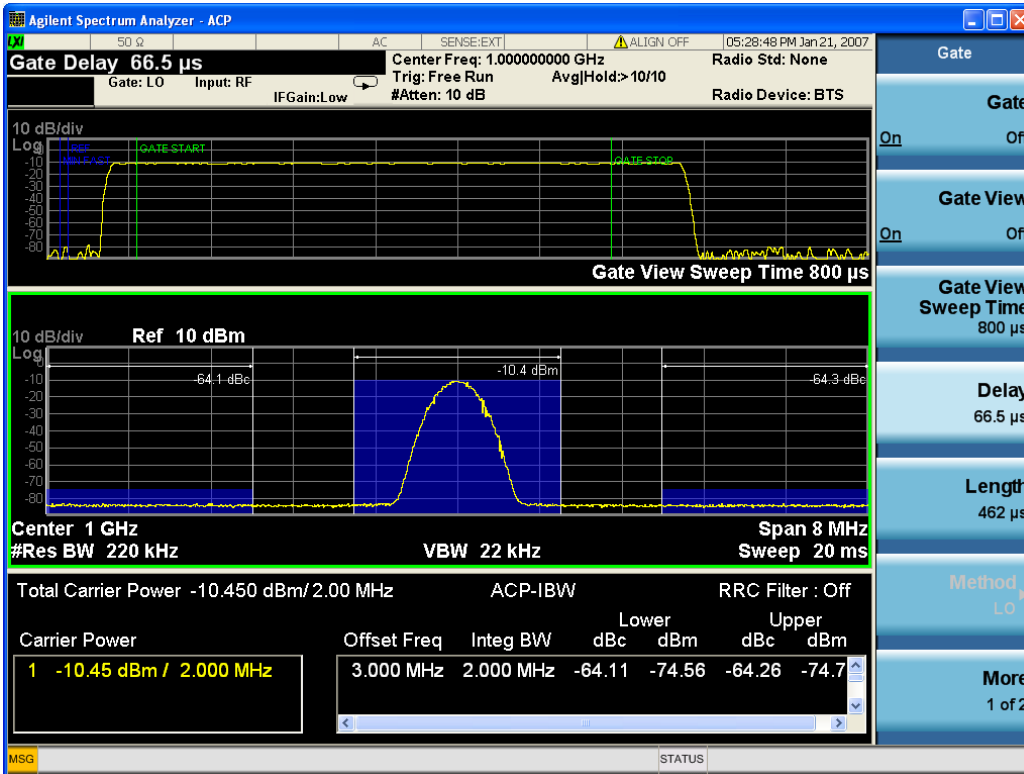 Agilent Spectrum Analyzer - ACP
LXI 50 Ω AC SENSE:EXT ALIGN OFF 05:28:48 PM Jan 21, 2007
Gate Delay 66.5 µs
Center Freq: 1.000000000 GHz Radio Std: None
Trig: Free Run Avg|Hold:> 10/10
Gate: LO Input: RF IFGain:Low #Atten: 10 dB Radio Device: BTS
10 dB/div
Log
REF GATE START GATE STOP
-10
-20
-30
-40
-50
-60
-70
-80
Gate View Sweep Time 800 µs
10 dB/div Ref 10 dBm
Log
0
-64.1 dBc -10.4 dBm -64.3 dBc
-10
-20
-30
-40
-50
-60
-70
-80
Center 1 GHz Span 8 MHz
#Res BW 220 kHz VBW 22 kHz Sweep 20 ms
Total Carrier Power -10.450 dBm/ 2.00 MHz ACP-IBW RRC Filter : Off
Lower Upper
Carrier Power Offset Freq Integ BW dBc dBm dBc dBm
1 -10.45 dBm / 2.000 MHz 3.000 MHz 2.000 MHz -64.11 -74.56 -64.26 -74.7
MSG STATUS
Gate
Gate
On Of
Gate View
On Of
Gate View
Sweep Time
800 µs
Delay
66.5 µs
Length
462 µs
Method
LO
More
1 of 2